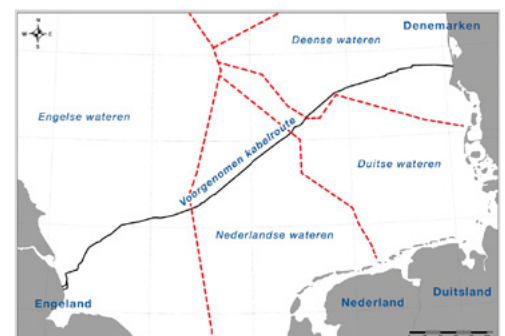 N
W E
S
Denemarken
Deense wateren
Engelse wateren
Voorgenomen kabelroute
Duitse wateren
Nederlandse wateren
Engeland
Nederland
Duitsland